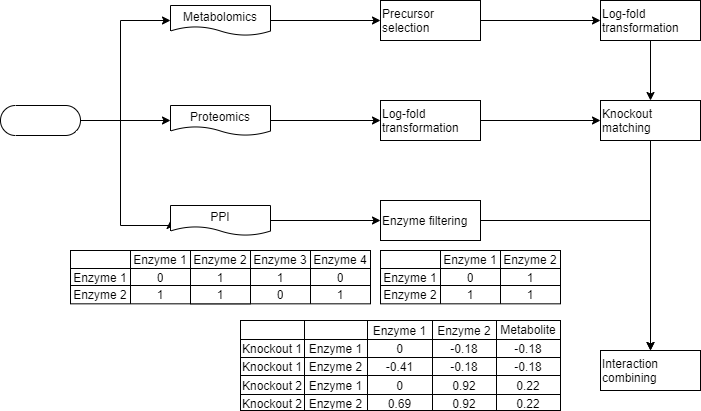 Metabolomics
Precursor
selection
Log-fold
transformation
Proteomics
Log-fold
transformation
Knockout
matching
PPI
Enzyme filtering
Enzyme 1 Enzyme 2 Enzyme 3 Enzyme 4
Enzyme 1 0 1 1 0
Enzyme 2 1 1 0 1
Enzyme 1 Enzyme 2
Enzyme 1 0 1
Enzyme 2 1 1
Enzyme 1 Enzyme 2 Metabolite
Knockout 1 Enzyme 1 0 -0.18 -0.18
Knockout 1 Enzyme 2 -0.41 -0.18 -0.18
Knockout 2 Enzyme 1 0 0.92 0.22
Knockout 2 Enzyme 2 0.69 0.92 0.22
Interaction
combining